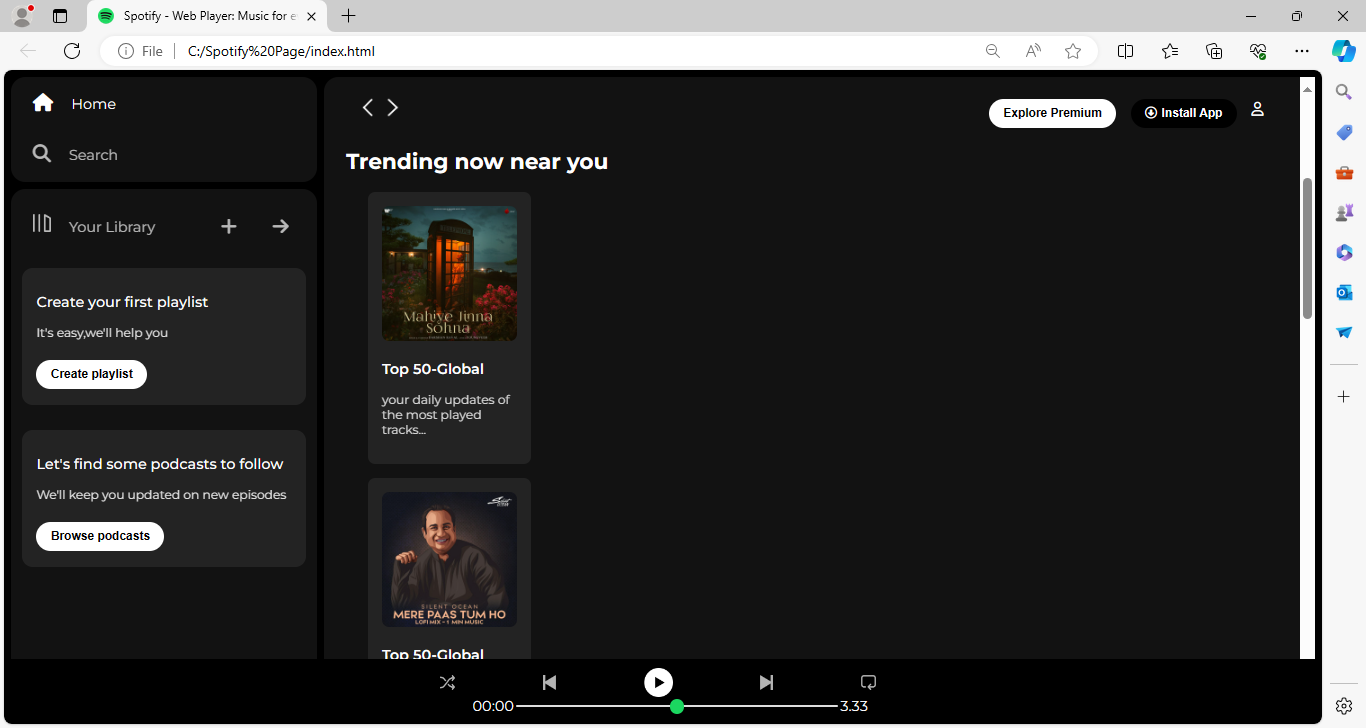 Spotify - Web Player: Music for e
File
C:/Spotify%20Page/index.html
Home
Search
Your Library
Create your first playlist
It's easy,we'll help you
Create playlist
Let's find some podcasts to follow
We'll keep you updated on new episodes
Browse podcasts
Explore Premium
Install App
Trending now near you
Mahiye Jinna
Sohna
Top 50-Global
your daily updates of
the most played
tracks...
SILENT OCEAN
MERE PAAS TUM HO
LOFI MIX - 1 MIN MUSIC
Top 50-Global
00:00
3.33